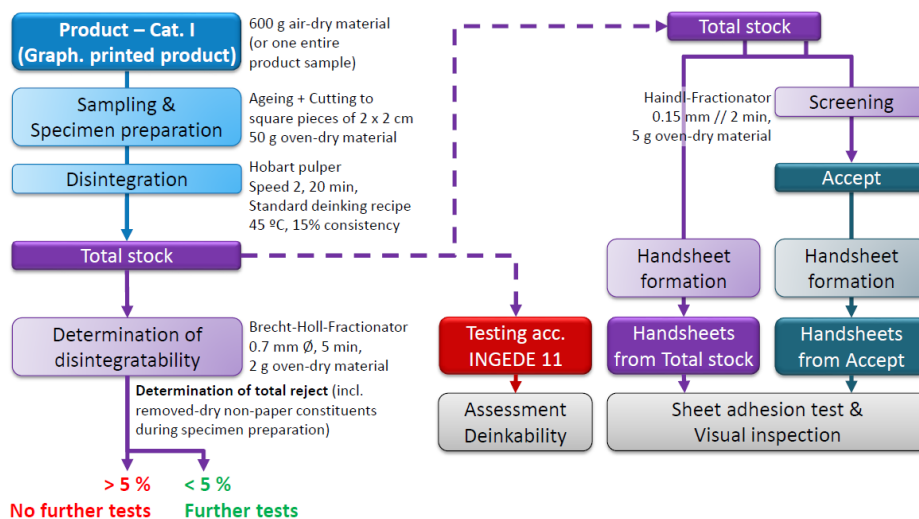 Product – Cat. I
(Graph. printed product)
600 g air-dry material
(or one entire
product sample)
Sampling &
Specimen preparation
Ageing + Cutting to
square pieces of 2 x 2 cm
50 g oven-dry material
Disintegration
Hobart pulper
Speed 2, 20 min,
Standard deinking recipe
45 ºC, 15% consistency
Total stock
Determination of
disintegratability
Brecht-Holl-Fractionator
0.7 mm Ø, 5 min,
2 g oven-dry material
Determination of total reject (incl.
removed-dry non-paper constituents
during specimen preparation)
> 5 %
No further tests
< 5 %
Further tests
Testing acc.
INGEDE 11
Assessment
Deinkability
Total stock
Haindl-Fractionator
0.15 mm // 2 min,
5 g oven-dry material
Screening
Accept
Handsheet
formation
Handsheet
formation
Handsheets
from Total stock
Handsheets
from Accept
Sheet adhesion test &
Visual inspection